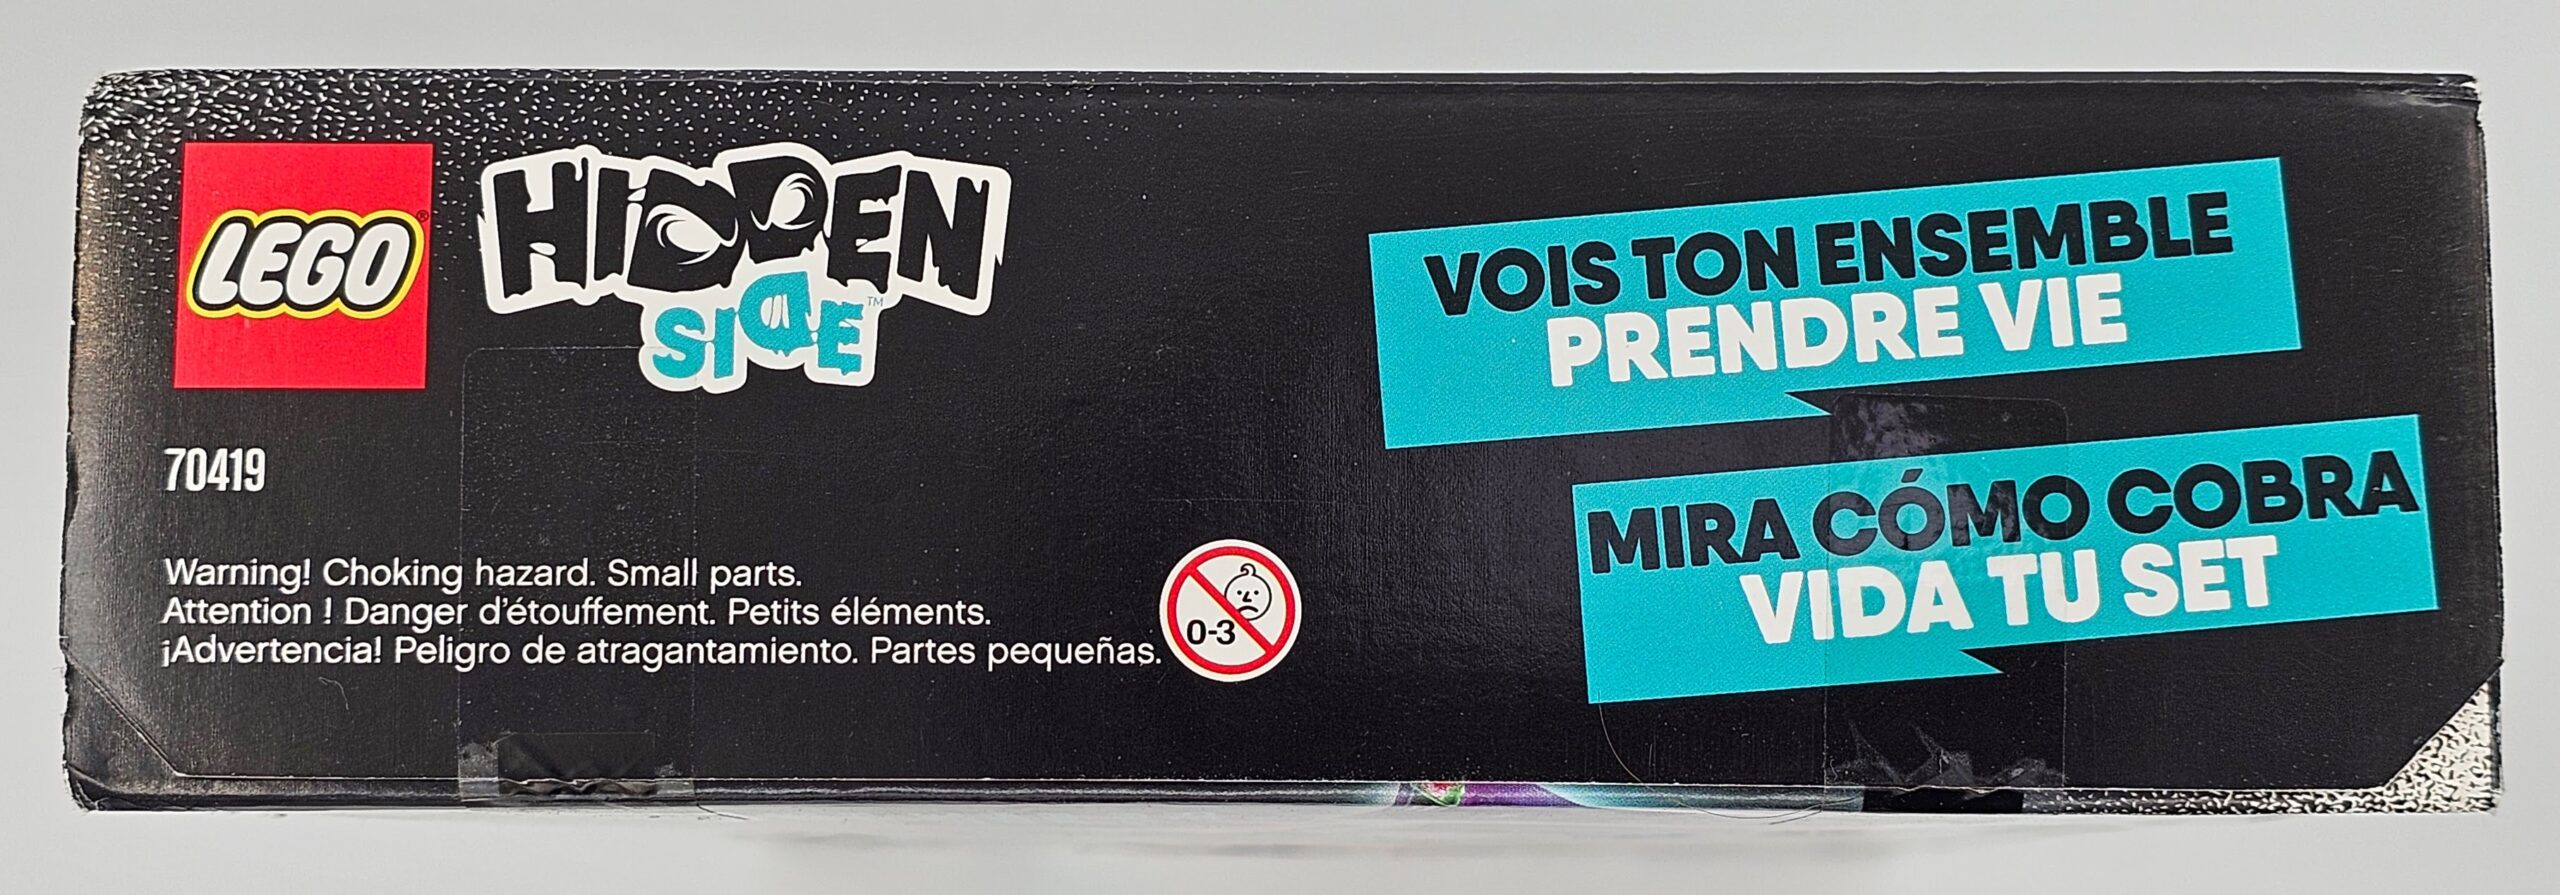 LEGO®
HIDDEN
SIDE™
70419
Warning! Choking hazard. Small parts.
Attention ! Danger d'étouffement. Petits éléments.
¡Advertencia! Peligro de atragantamiento. Partes pequeñas.
0-3
VOIS TON ENSEMBLE
PRENDRE VIE
MIRA CÓMO COBRA
VIDA TU SET